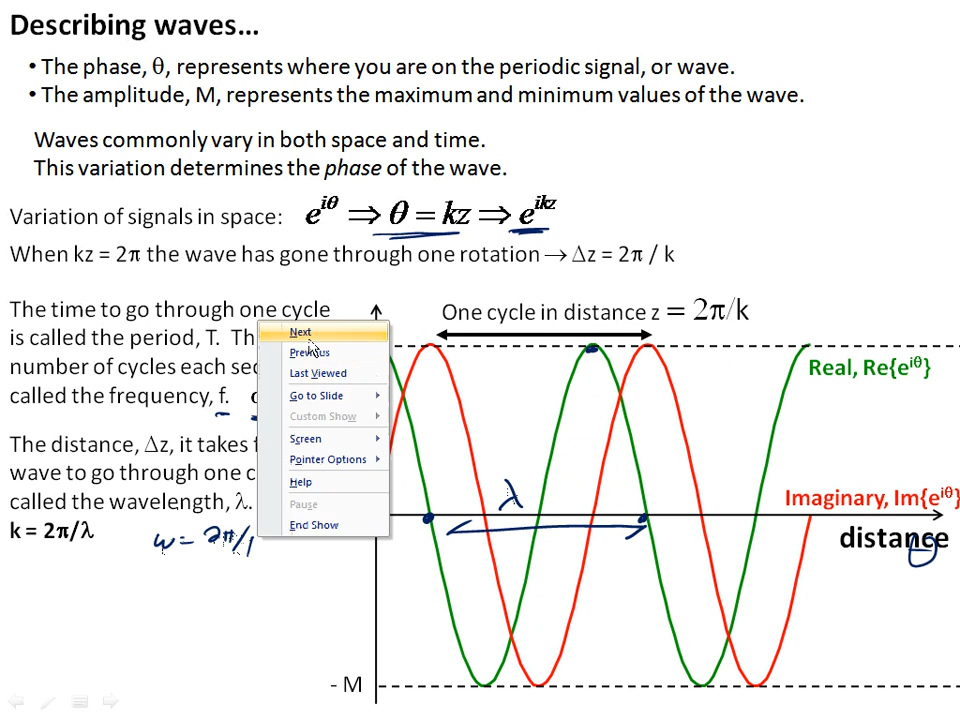 Describing waves...
• The phase, θ, represents where you are on the periodic signal, or wave.
• The amplitude, M, represents the maximum and minimum values of the wave.
Waves commonly vary in both space and time.
This variation determines the phase of the wave.
Variation of signals in space: e^{iθ} ⇒ θ = kz ⇒ e^{ikz}
When kz = 2π the wave has gone through one rotation → Δz = 2π / k
The time to go through one cycle
is called the period, T. Th
number of cycles each sec
called the frequency, f.
The distance, Δz, it takes
wave to go through one c
called the wavelength, λ.
k = 2π/λ
ω = 2π/
Next
Previous
Last Viewed
Go to Slide
Custom Show
Screen
Pointer Options
Help
Pause
End Show
One cycle in distance z = 2π/k
Real, Re{e^{iθ}}
λ
Imaginary, Im{e^{iθ}}
distance
θ
- M